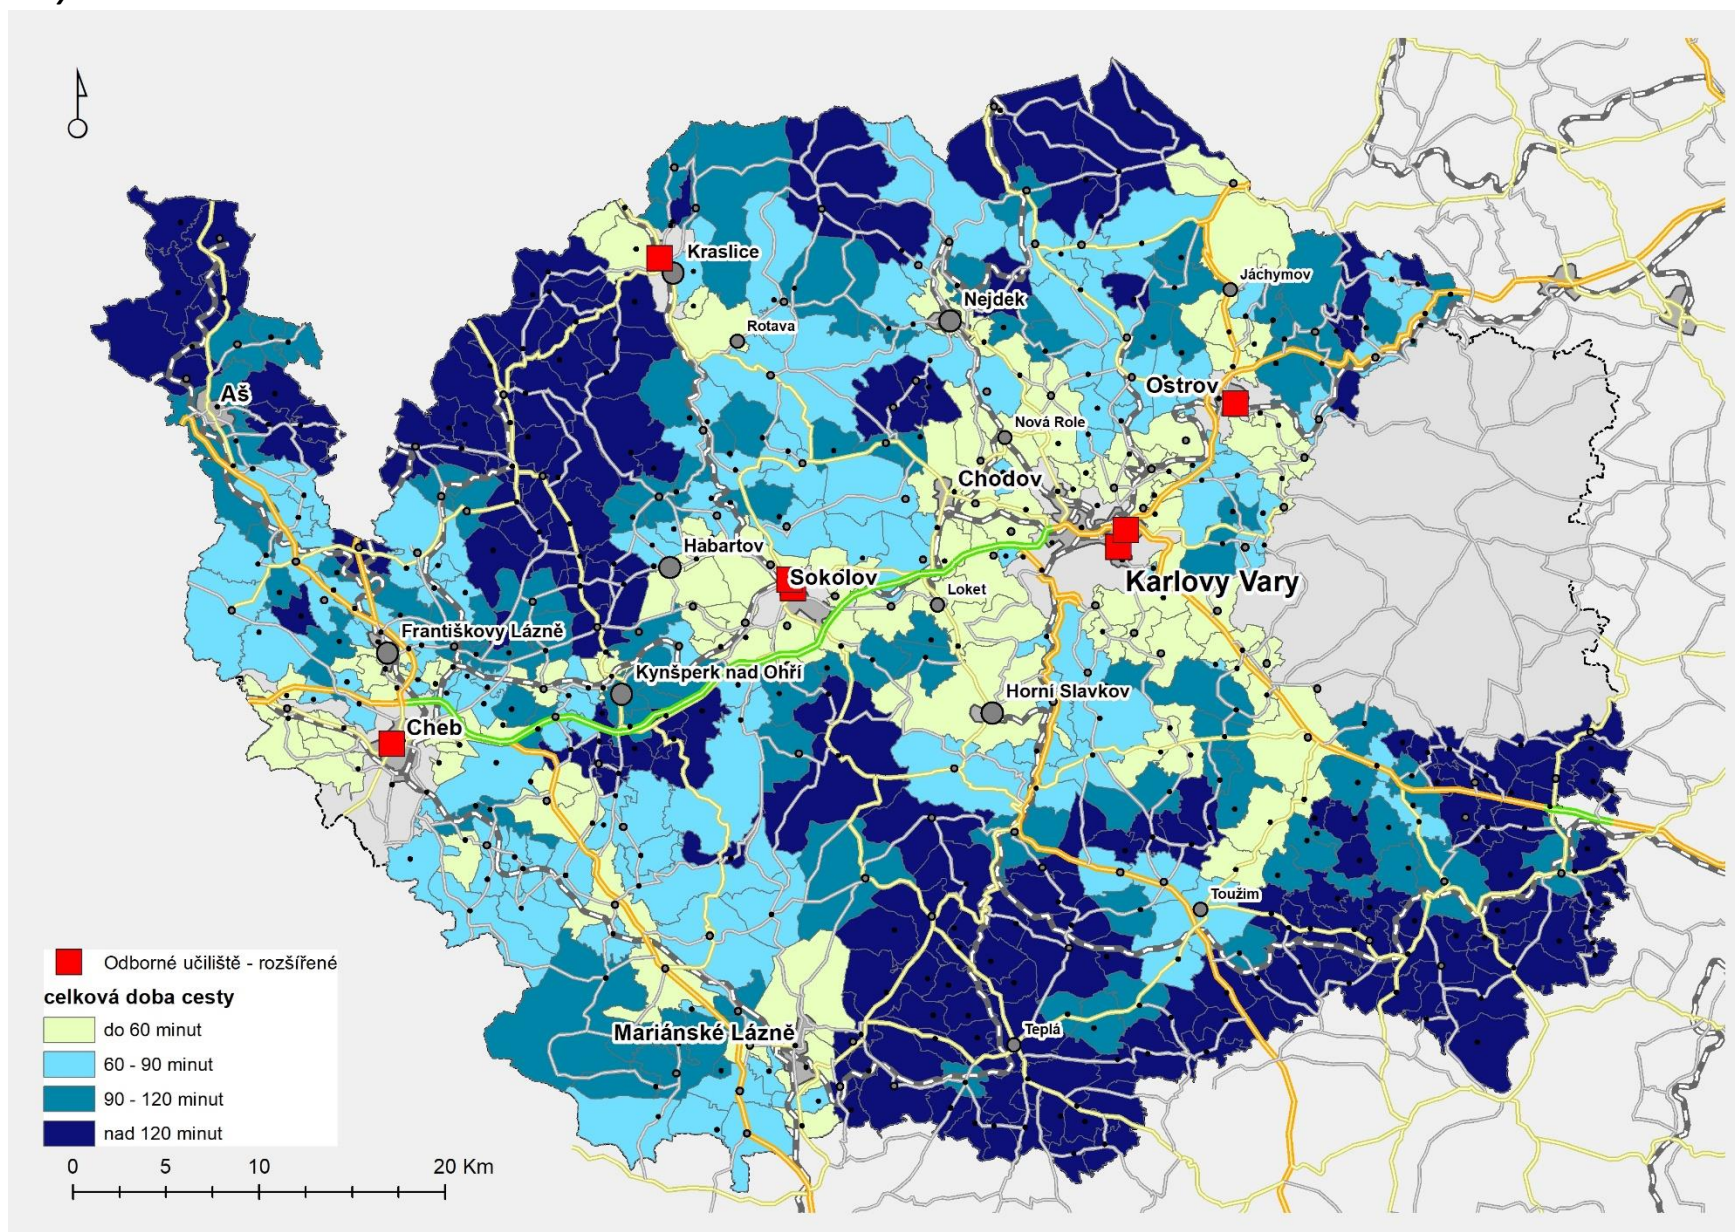 Kraslice
Jáchymov
Nejdek
Rotava
Aš
Ostrov
Nová Role
Chodov
Habartov
Sokolov
Karlovy Vary
Loket
Františkovy Lázně
Kynšperk nad Ohří
Horní Slavkov
Cheb
Toužim
Mariánské Lázně
Teplá
Odborné učiliště - rozšířené
celková doba cesty
do 60 minut
60 - 90 minut
90 - 120 minut
nad 120 minut
0 5 10 20 Km